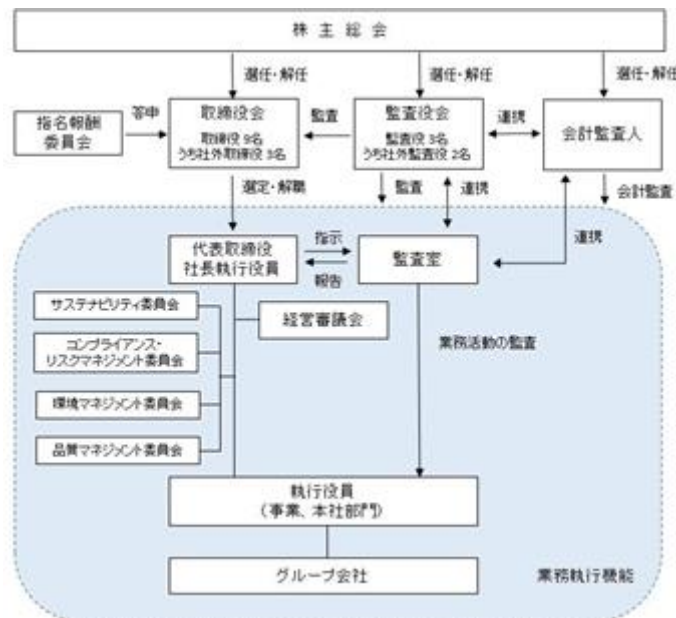 株主総会
選任・解任
選任・解任
選任・解任
指名報酬
委員会
答申
取締役会
取締役9名
うち社外取締役3名
監査
監査役会
監査役3名
うち社外監査役2名
連携
会計監査人
選定・解職
監査
連携
会計監査
代表取締役
社長執行役員
指示
報告
監査室
連携
サステナビリティ委員会
経営審議会
コンプライアンス・
リスクマネジメント委員会
業務活動の監査
環境マネジメント委員会
品質マネジメント委員会
執行役員
(事業、本社部門)
グループ会社
業務執行機能